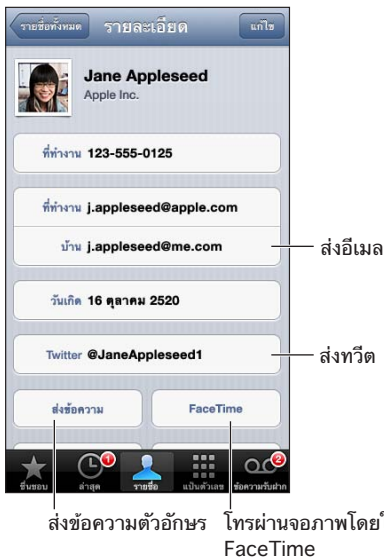 รายชื่อทั้งหมด รายละเอียด แก้ไข
Jane Appleseed
Apple Inc.
ที่ทำงาน 123-555-0125
ที่ทำงาน j.appleseed@apple.com
บ้าน j.appleseed@me.com
ส่งอีเมล
วันเกิด 16 ตุลาคม 2520
Twitter @JaneAppleseed1
ส่งทวีต
ส่งข้อความ FaceTime
1 2
ชื่นชอบ ล่าสุด รายชื่อ แป้นตัวเลข ข้อความรับฝาก
ส่งข้อความตัวอักษร โทรผ่านจอภาพโดยใ
FaceTime